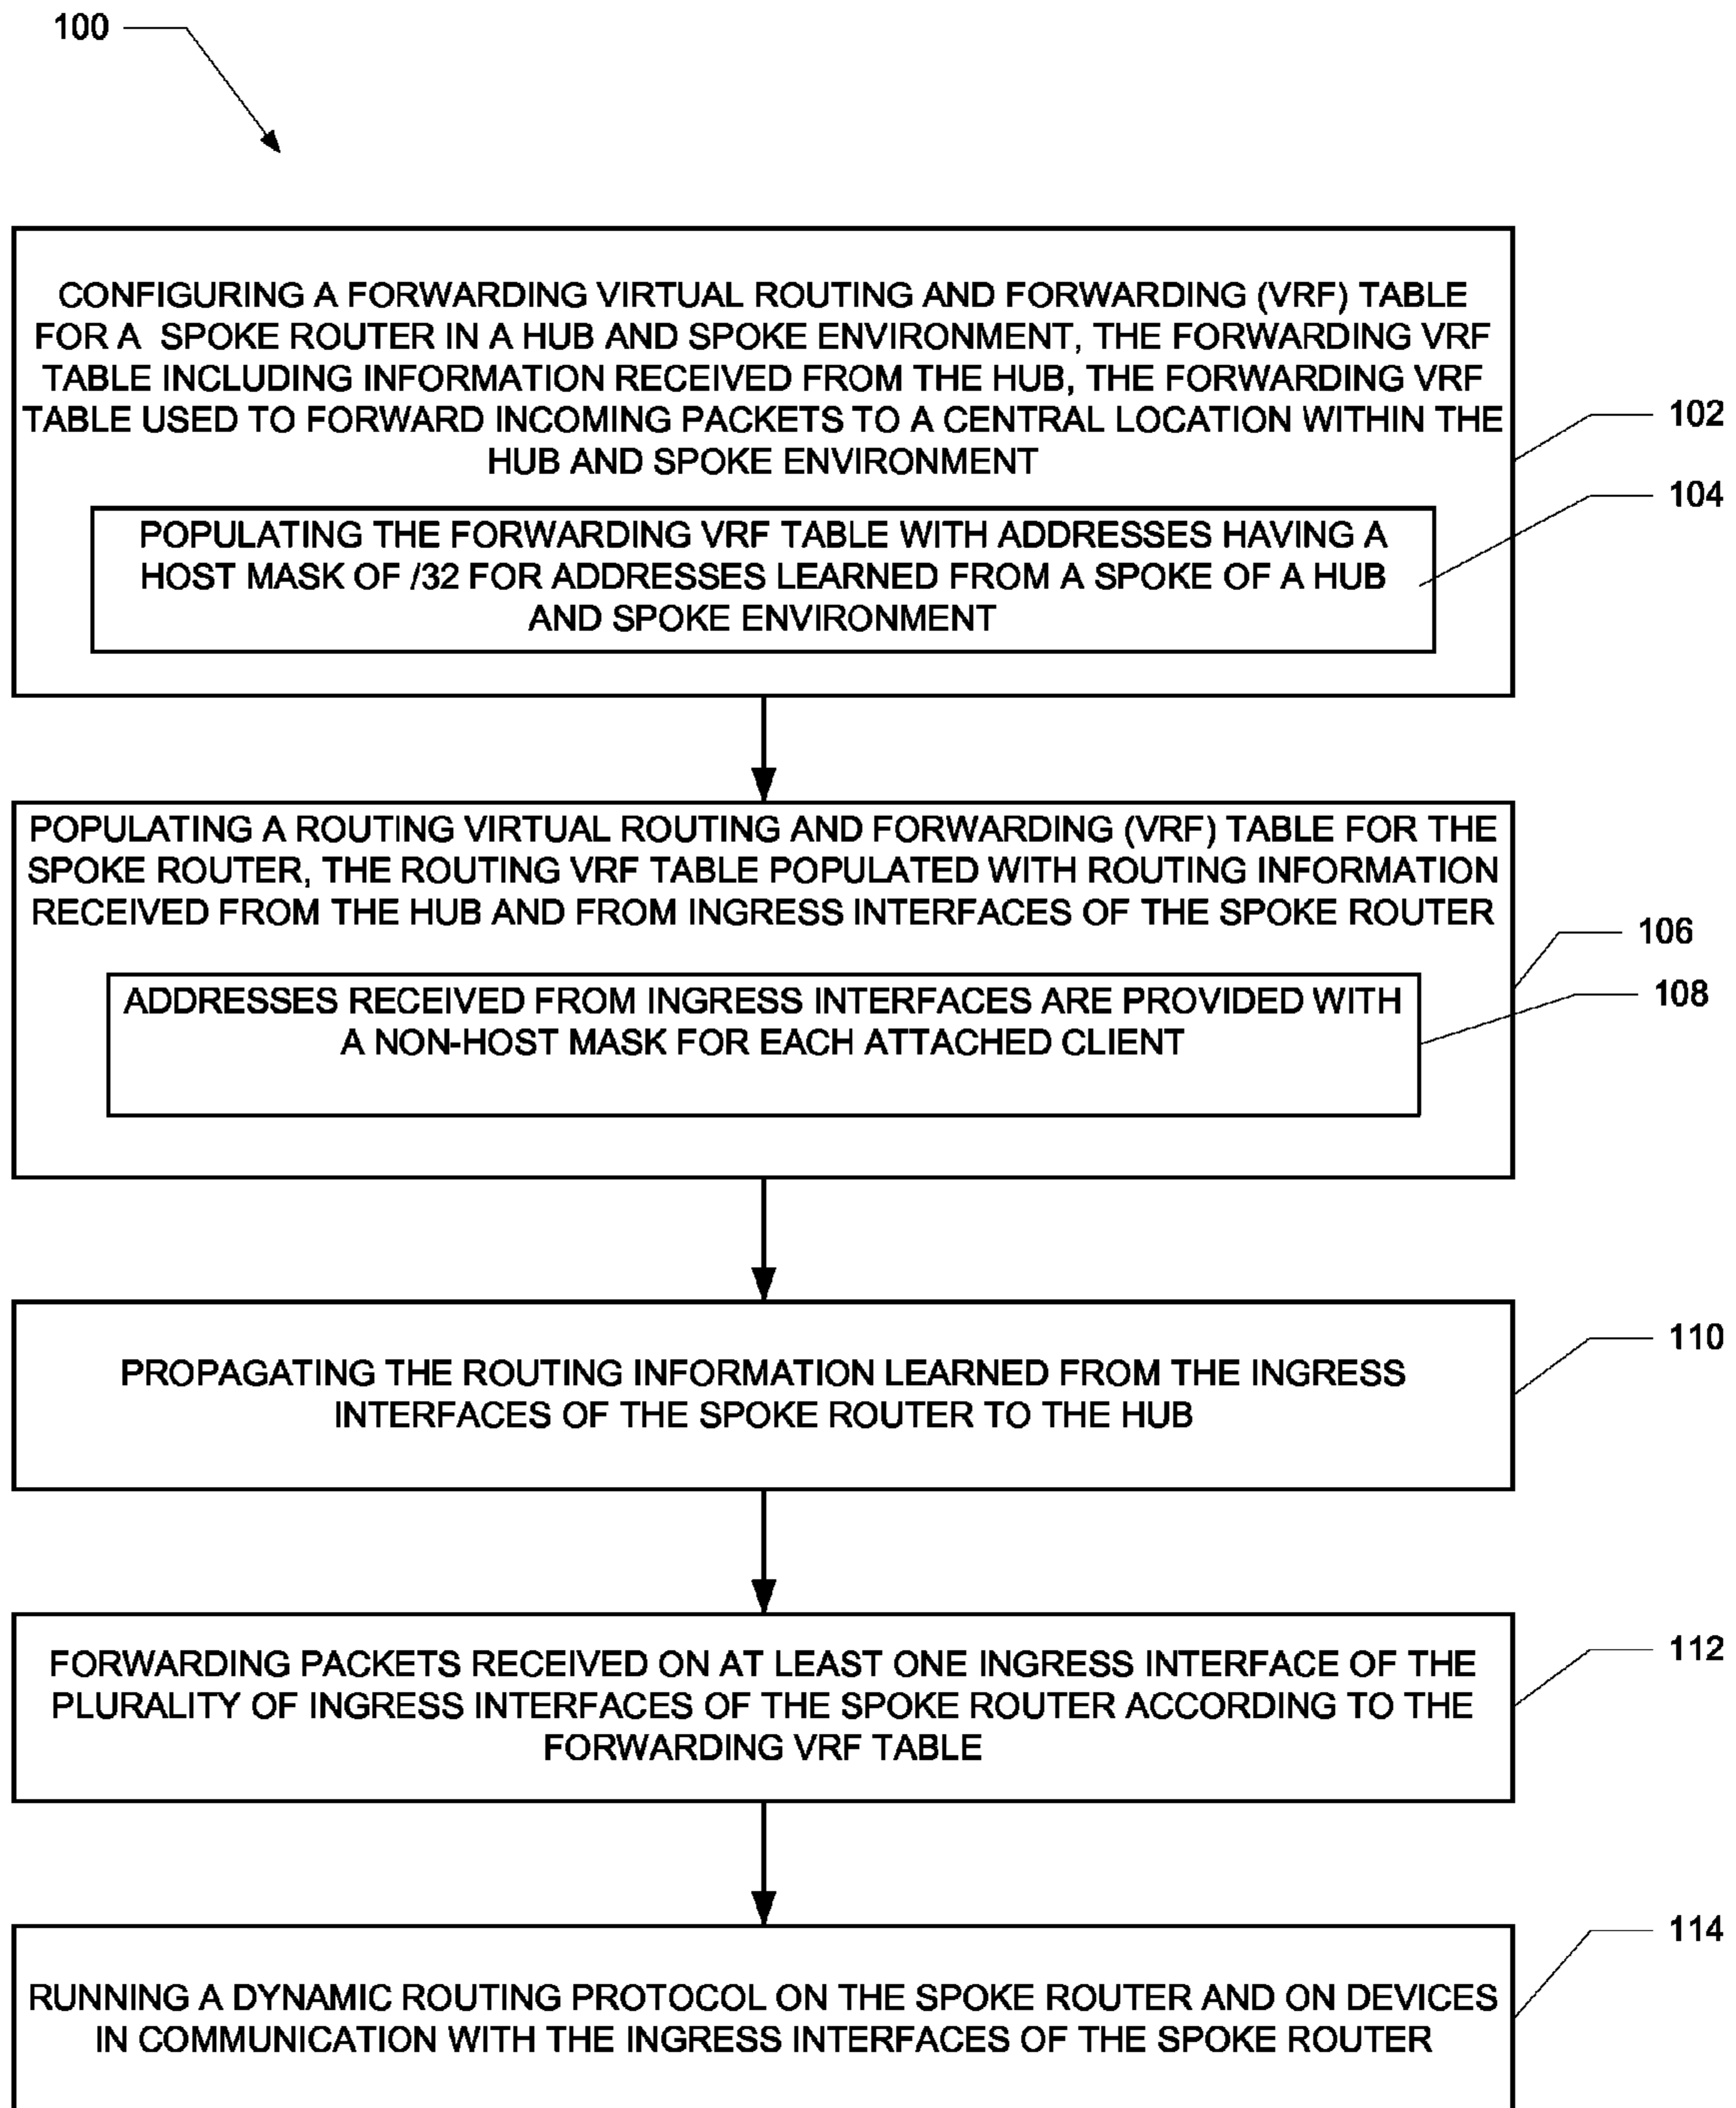 100
CONFIGURING A FORWARDING VIRTUAL ROUTING AND FORWARDING (VRF) TABLE
FOR A SPOKE ROUTER IN A HUB AND SPOKE ENVIRONMENT, THE FORWARDING VRF
TABLE INCLUDING INFORMATION RECEIVED FROM THE HUB, THE FORWARDING VRF
TABLE USED TO FORWARD INCOMING PACKETS TO A CENTRAL LOCATION WITHIN THE
HUB AND SPOKE ENVIRONMENT
102
104
POPULATING THE FORWARDING VRF TABLE WITH ADDRESSES HAVING A
HOST MASK OF /32 FOR ADDRESSES LEARNED FROM A SPOKE OF A HUB
AND SPOKE ENVIRONMENT
POPULATING A ROUTING VIRTUAL ROUTING AND FORWARDING (VRF) TABLE FOR THE
SPOKE ROUTER, THE ROUTING VRF TABLE POPULATED WITH ROUTING INFORMATION
RECEIVED FROM THE HUB AND FROM INGRESS INTERFACES OF THE SPOKE ROUTER
106
108
ADDRESSES RECEIVED FROM INGRESS INTERFACES ARE PROVIDED WITH
A NON-HOST MASK FOR EACH ATTACHED CLIENT
110
PROPAGATING THE ROUTING INFORMATION LEARNED FROM THE INGRESS
INTERFACES OF THE SPOKE ROUTER TO THE HUB
112
FORWARDING PACKETS RECEIVED ON AT LEAST ONE INGRESS INTERFACE OF THE
PLURALITY OF INGRESS INTERFACES OF THE SPOKE ROUTER ACCORDING TO THE
FORWARDING VRF TABLE
114
RUNNING A DYNAMIC ROUTING PROTOCOL ON THE SPOKE ROUTER AND ON DEVICES
IN COMMUNICATION WITH THE INGRESS INTERFACES OF THE SPOKE ROUTER